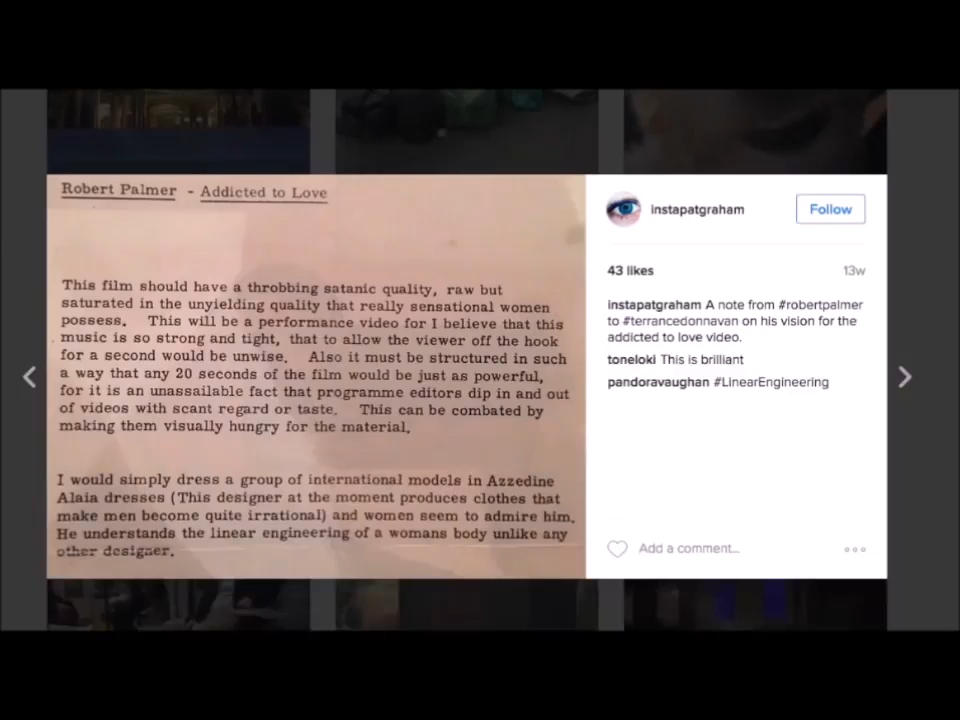 Robert Palmer - Addicted to Love
This film should have a throbbing satanic quality, raw but
saturated in the unyielding quality that really sensational women
possess. This will be a performance video for I believe that this
music is so strong and tight, that to allow the viewer off the hook
for a second would be unwise. Also it must be structured in such
a way that any 20 seconds of the film would be just as powerful,
for it is an unassailable fact that programme editors dip in and out
of videos with scant regard or taste. This can be combated by
making them visually hungry for the material.
I would simply dress a group of international models in Azzedine
Alaia dresses (This designer at the moment produces clothes that
make men become quite irrational) and women seem to admire him.
He understands the linear engineering of a womans body unlike any
other designer.
instapatgraham
Follow
43 likes
13w
instapatgraham A note from #robertpalmer
to #terrancedonnavan on his vision for the
addicted to love video.
toneloki This is brilliant
pandoravaughan #LinearEngineering
Add a comment...